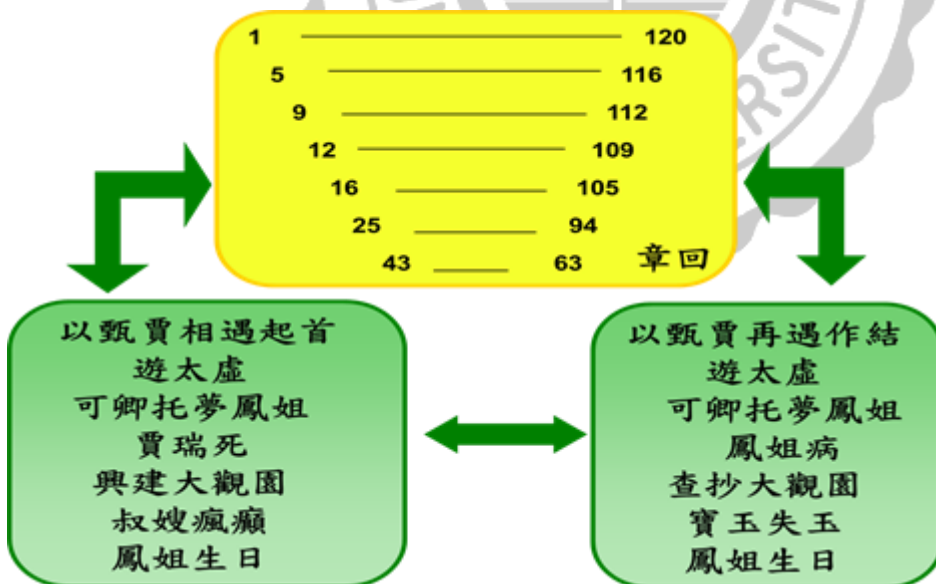 1 120
5 116
9 112
12 109
16 105
25 94
43 63 章回
以甄賈相遇起首
遊太虛
可卿托夢鳳姐
賈瑞死
興建大觀園
叔嫂瘋癲
鳳姐生日
以甄賈再遇作結
遊太虛
可卿托夢鳳姐
鳳姐病
查抄大觀園
寶玉失玉
鳳姐生日
ERSIT